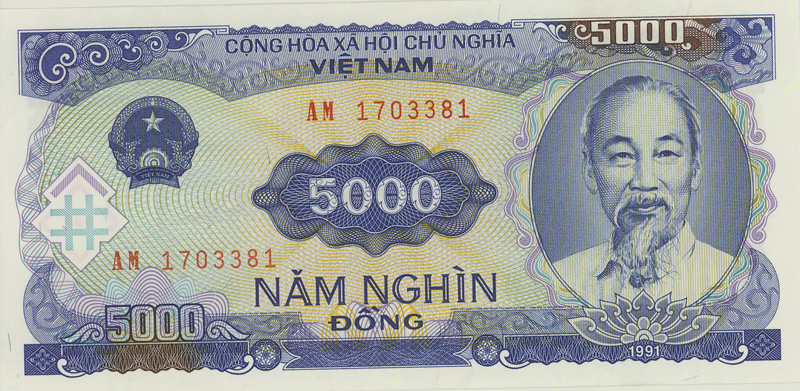 CỘNG HÒA XÃ HỘI CHỦ NGHĨA
VIỆT NAM
5000
AM 1703381
VIỆT NAM
5000
AM 1703381
NĂM NGHÌN
ĐỒNG
5000
1991